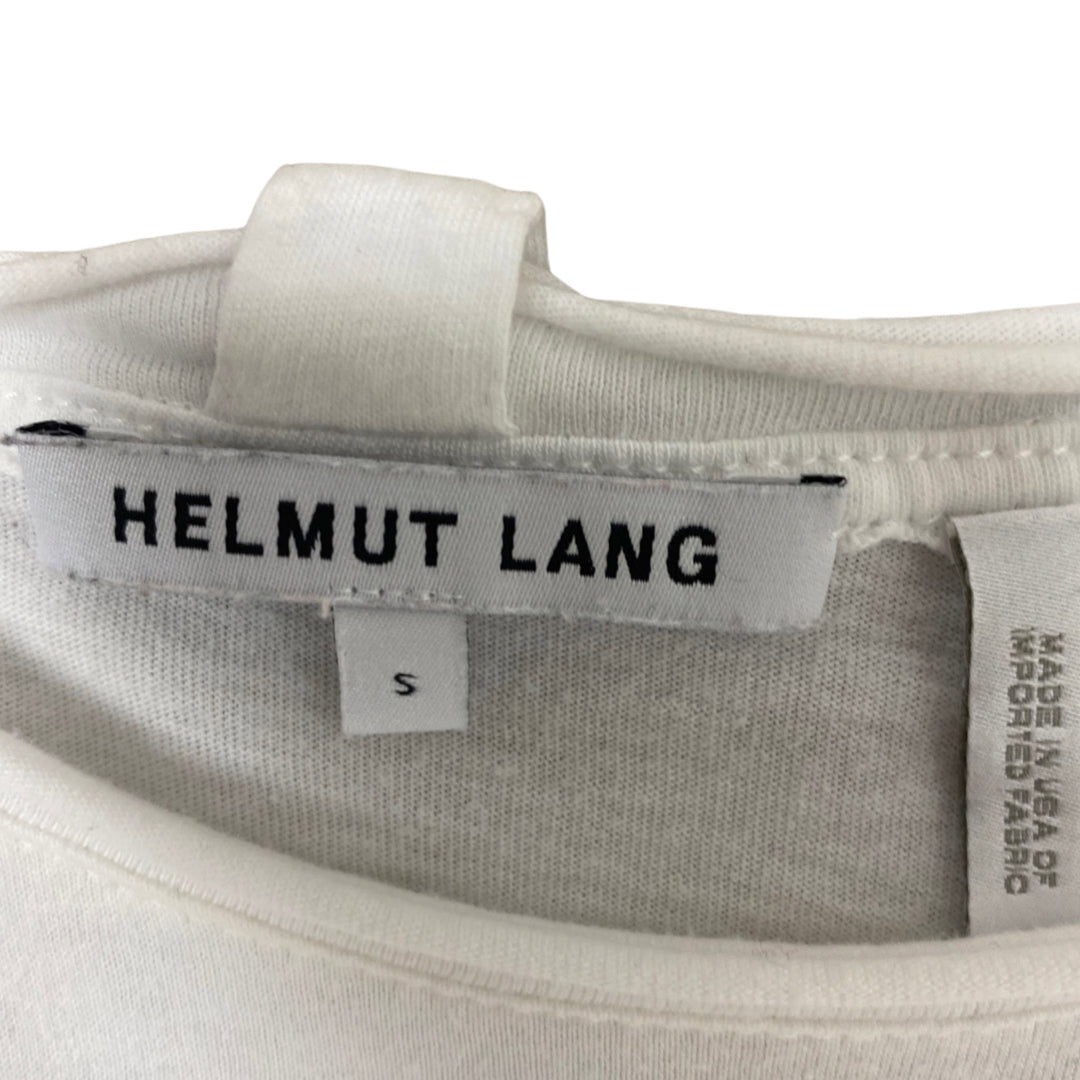 HELMUT LANG
S
MADE IN USA OF
IMPORTED FABRIC